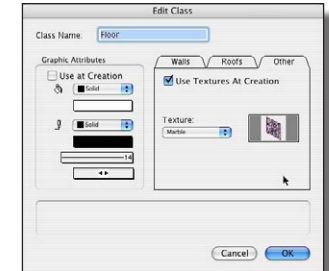 Edit Class
Class Name: Floor
Graphic Attributes
Use at Creation
Solid
Solid
14
Walls Roofs Other
Use Textures At Creation
Texture:
Marble
Cancel OK